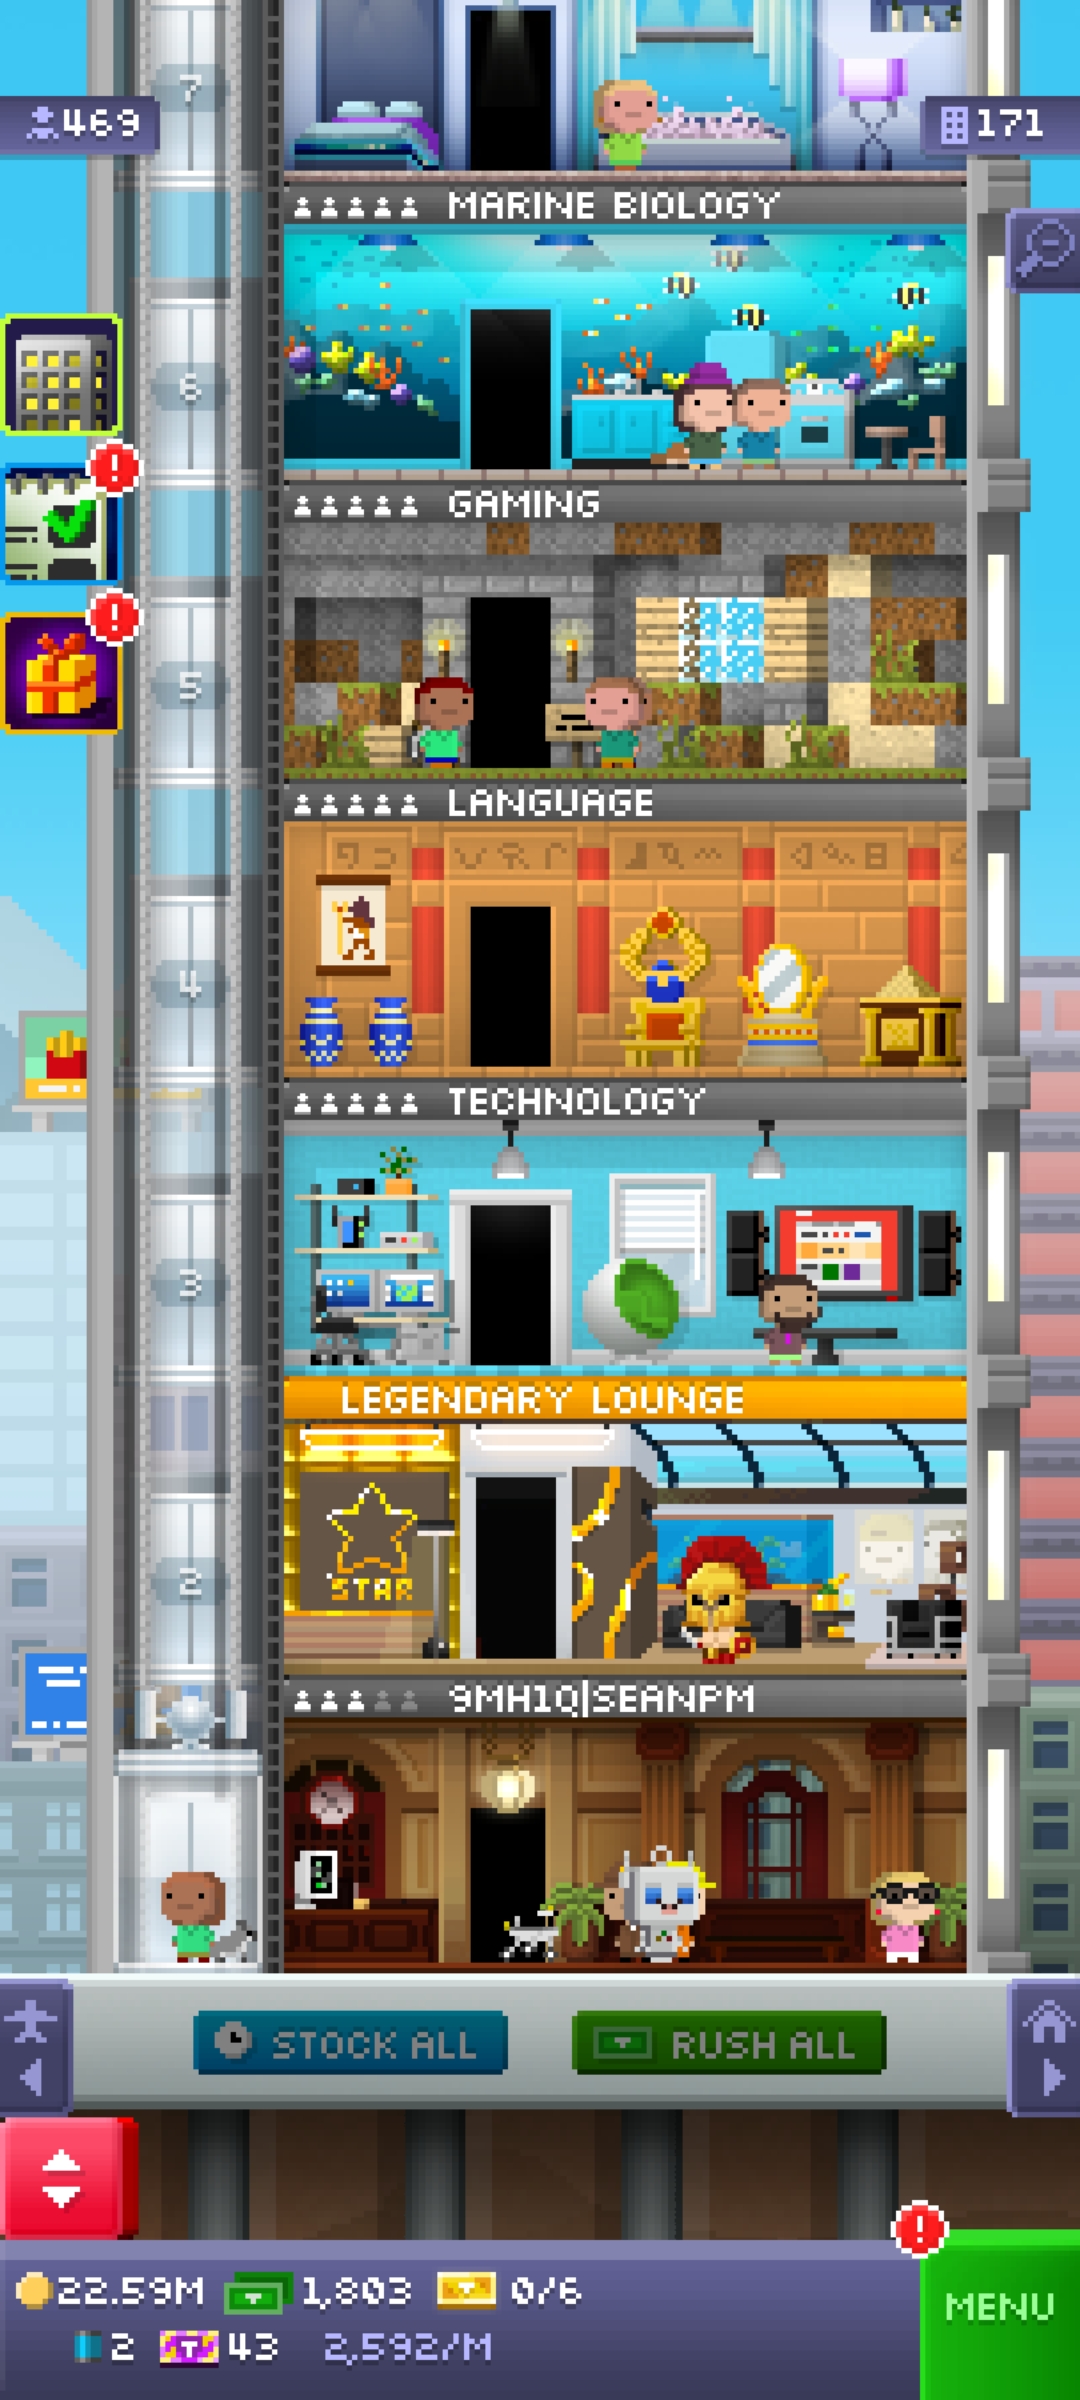 7
469
171
MARINE BIOLOGY
6
GAMING
5
LANGUAGE
4
TECHNOLOGY
3
LEGENDARY LOUNGE
STAR
2
9MH1Q|SEANPM
STOCK ALL
RUSH ALL
22.59M 1,803 0/6
2 43 2,592/M
MENU